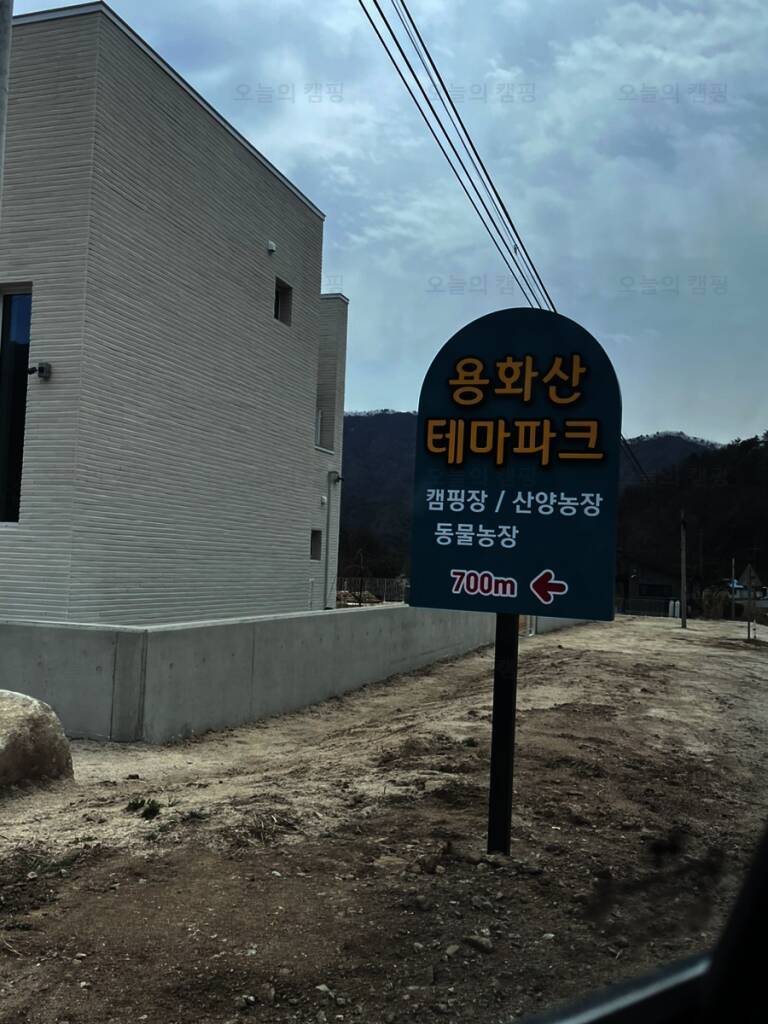 오늘의 캠핑 오늘의 캠핑 오늘의 캠핑
오늘의 캠핑 오늘의 캠핑
용화산
테마파크
캠핑장 / 산양농장
동물농장
700m